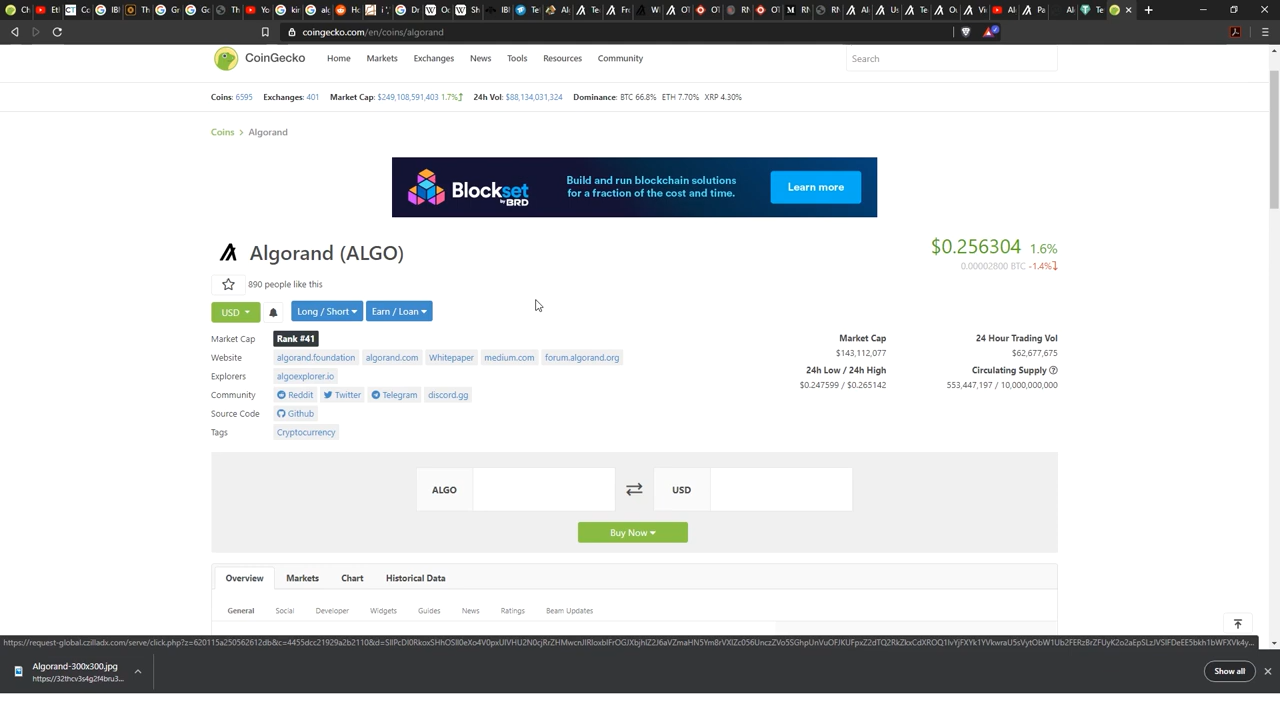 coingecko.com/en/coins/algorand
CoinGecko Home Markets Exchanges News Tools Resources Community Search
Coins: 6595 Exchanges: 401 Market Cap: $249,108,591,403 1.7% 24h Vol: $88,134,031,324 Dominance: BTC 66.8% ETH 7.70% XRP 4.30%
Coins > Algorand
Blockset by BRD
Build and run blockchain solutions
for a fraction of the cost and time.
Learn more
Algorand (ALGO)
$0.256304 1.6%
0.00002800 BTC -1.4%
890 people like this
USD Long / Short Earn / Loan
Market Cap Rank #41
Website algorand.foundation algorand.com Whitepaper medium.com forum.algorand.org
Explorers algoexplorer.io
Community Reddit Twitter Telegram discord.gg
Source Code Github
Tags Cryptocurrency
Market Cap 24 Hour Trading Vol
$143,112,077 $62,677,675
24h Low / 24h High Circulating Supply
$0.247599 / $0.265142 553,447,197 / 10,000,000,000
ALGO USD
Buy Now
Overview Markets Chart Historical Data
General Social Developer Widgets Guides News Ratings Beam Updates
Algorand-300x300.jpg
https://32thcv3s4g2f4bru3...
Show all